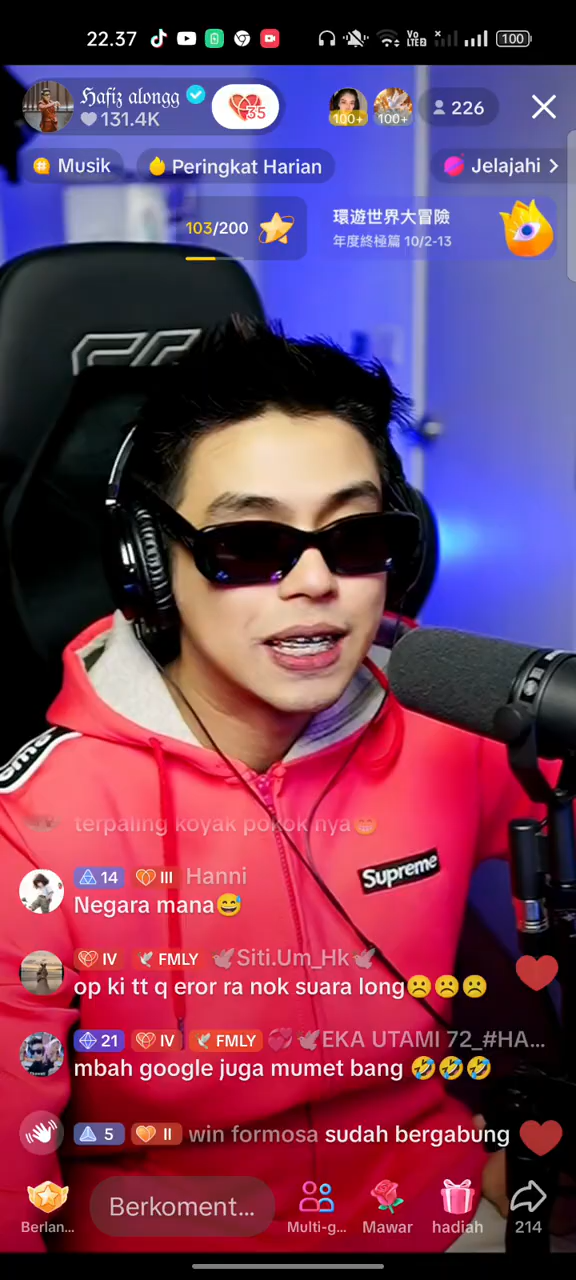 22.37
Vo
LTE
100
ℌafiz alongg
131.4K
35
100+
100+
226
Musik
Peringkat Harian
Jelajahi
103/200
環遊世界大冒險
年度終極篇 10/2-13
terpaling koyak pokok nya😁
14 III Hanni
Negara mana😅
Supreme
IV FMLY 🕊Siti.Um_Hk🕊
op ki tt q eror ra nok suara long☹️☹️☹️
21 IV FMLY 💞🕊EKA UTAMI 72_#HA...
mbah google juga mumet bang 🤣🤣🤣
5 II win formosa sudah bergabung
Berlan...
Berkoment...
Multi-g...
Mawar
hadiah
214